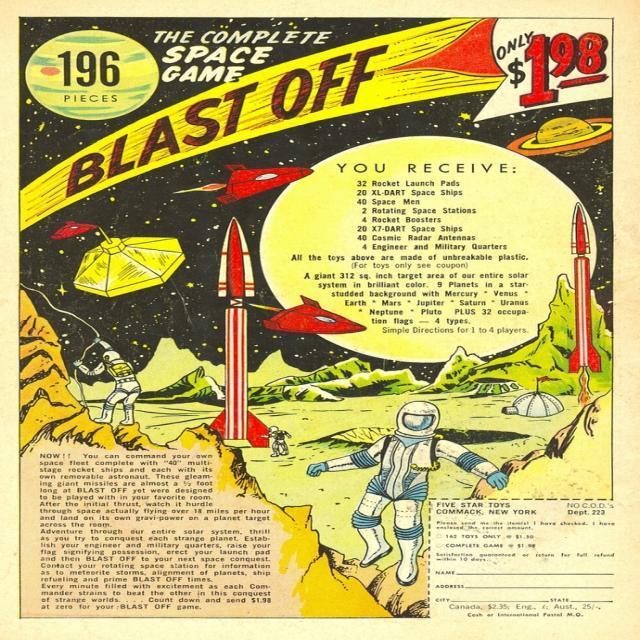 196
PIECES
THE COMPLETE
SPACE
GAME
BLAST OFF
ONLY
$1.98
YOU RECEIVE:
32 Rocket Launch Pads
20 XL-DART Space Ships
40 Space Men
2 Rotating Space Stations
4 Rocket Boosters
20 X7-DART Space Ships
40 Cosmic Radar Antennas
4 Engineer and Military Quarters
All the toys above are made of unbreakable plastic.
(For toys only see coupon)
A giant 312 sq. inch target area of our entire solar
system in brilliant color. 9 Planets in a star-
studded background with Mercury * Venus *
Earth * Mars * Jupiter * Saturn * Uranus
* Neptune * Pluto PLUS 32 occupa-
tion flags — 4 types.
Simple Directions for 1 to 4 players.
NOW!! You can command your own
space fleet complete with "40" multi-
stage rocket ships and each with its
own removable astronaut. These gleam-
ing giant missiles are almost a ½ foot
long at BLAST OFF yet were designed
to be played with in your favorite room.
After the initial thrust, watch it hurdle
through space actually flying over 18 miles per hour
and land on its own gravi-power on a planet target
across the room.
Adventure through our entire solar system, thrill
as you try to conquer each strange planet. Estab-
lish your engineer and military quarters, raise your
flag signifying possession, erect your launch pad
and then BLAST OFF to your next space conquest.
Contact your rotating space station for information
as to meteorite storms, alignment of planets, ship
refueling and prime BLAST OFF times.
Every minute filled with excitement as each Com-
mander strains to beat the other in this conquest
of strange worlds. . . . Count down and send $1.98
at zero for your BLAST OFF game.
FIVE STAR TOYS NO C.O.D.'s
COMMACK, NEW YORK Dept. 223
Please send me the item(s) I have checked. I have
enclosed the correct amount.
162 TOYS ONLY @ $1.50
COMPLETE GAME @ $1.98
Satisfaction guaranteed or return for full refund
within 10 days.
NAME
ADDRESS
CITY STATE
Canada, $2.35; Eng., Aust., 25/-.
Cash or International Postal M.O.